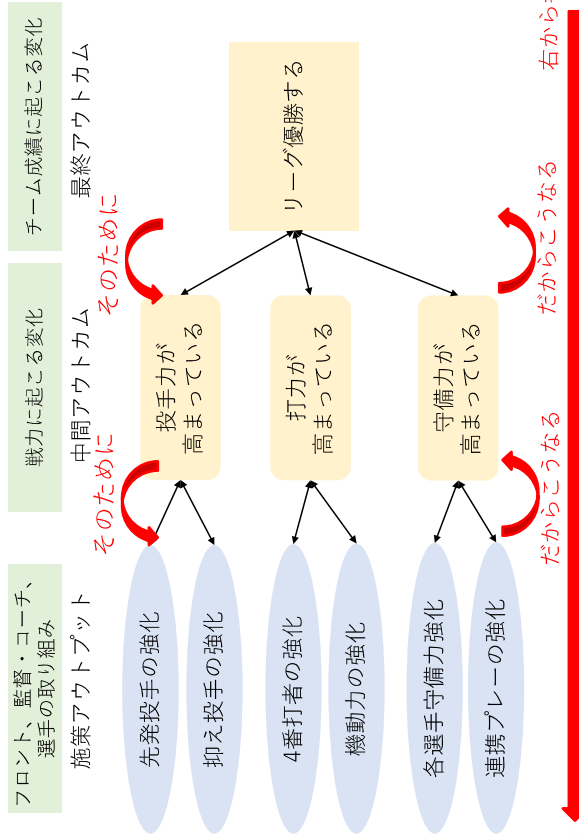 フロント、監督・コーチ、
選手の取り組み
戦力に起こる変化
チーム成績に起こる変化
施策アウトプット
中間アウトカム
最終アウトカム
そのために
そのために
先発投手の強化
抑え投手の強化
4番打者の強化
機動力の強化
各選手守備力強化
連携プレーの強化
投手力が
高まっている
打力が
高まっている
守備力が
高まっている
リーグ優勝する
だからこうなる
だからこうなる
右から